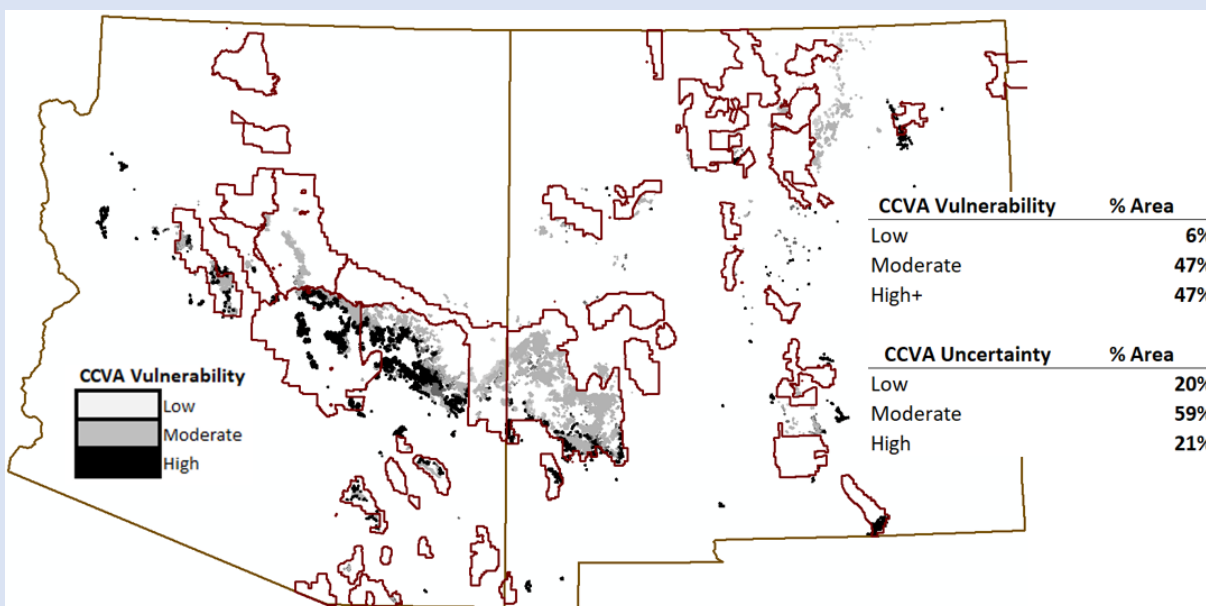 CCVA Vulnerability % Area
Low 6%
Moderate 47%
High+ 47%
CCVA Uncertainty % Area
Low 20%
Moderate 59%
High 21%
CCVA Vulnerability
Low
Moderate
High